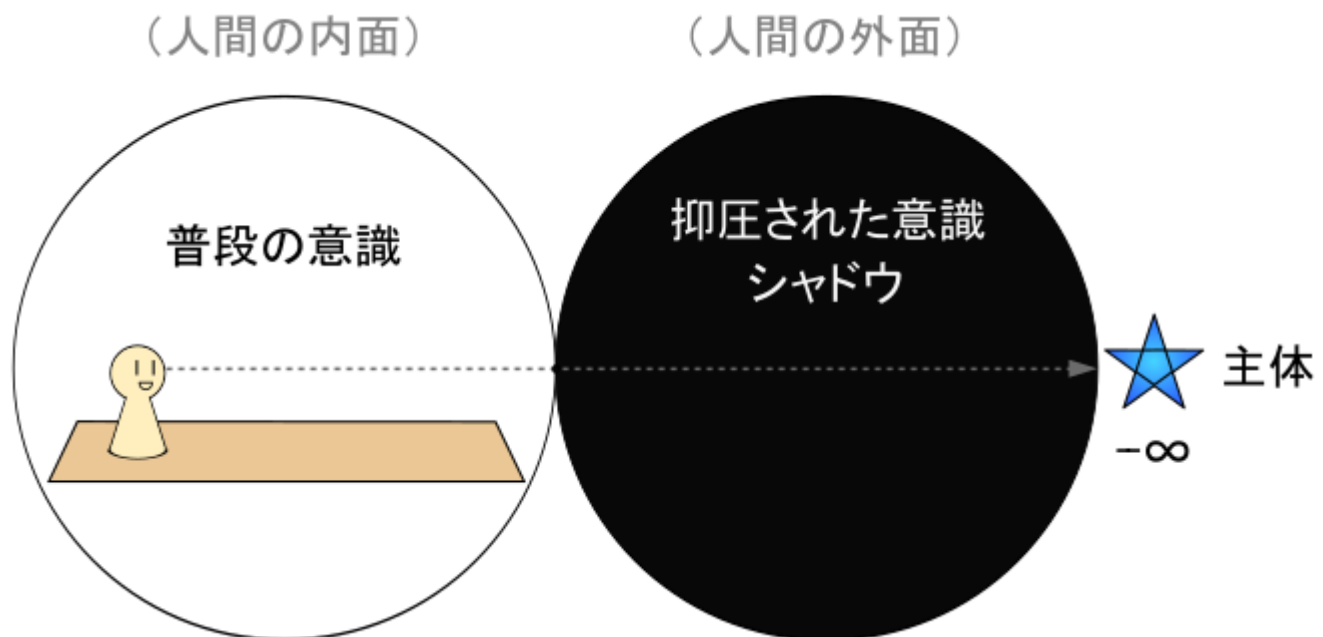 （人間の内面）
（人間の外面）
普段の意識
抑圧された意識
シャドウ
主体
-∞